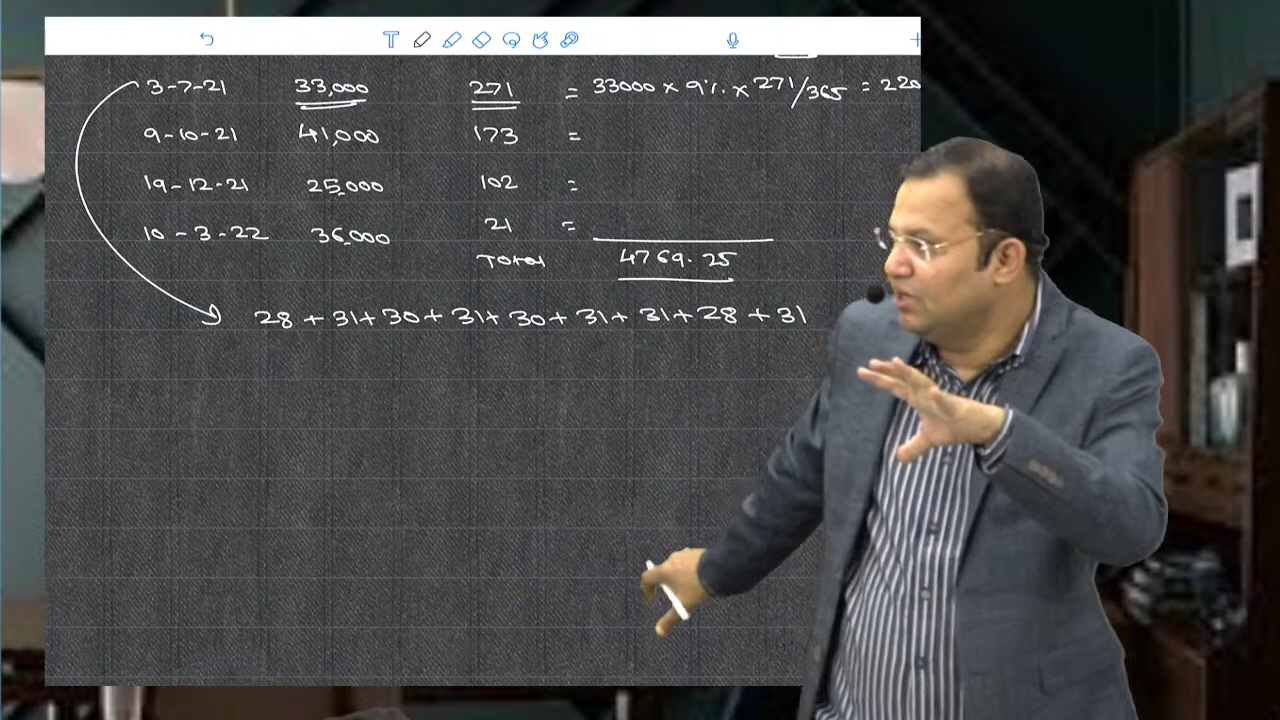 3-7-21 33,000 271 = 33000 x 9% x 271/365 = 220
9-10-21 41,000 173 =
19-12-21 25,000 102 =
10-3-22 36,000 21 =
Total 4769.25
28 + 31 + 30 + 31 + 30 + 31 + 31 + 28 + 31